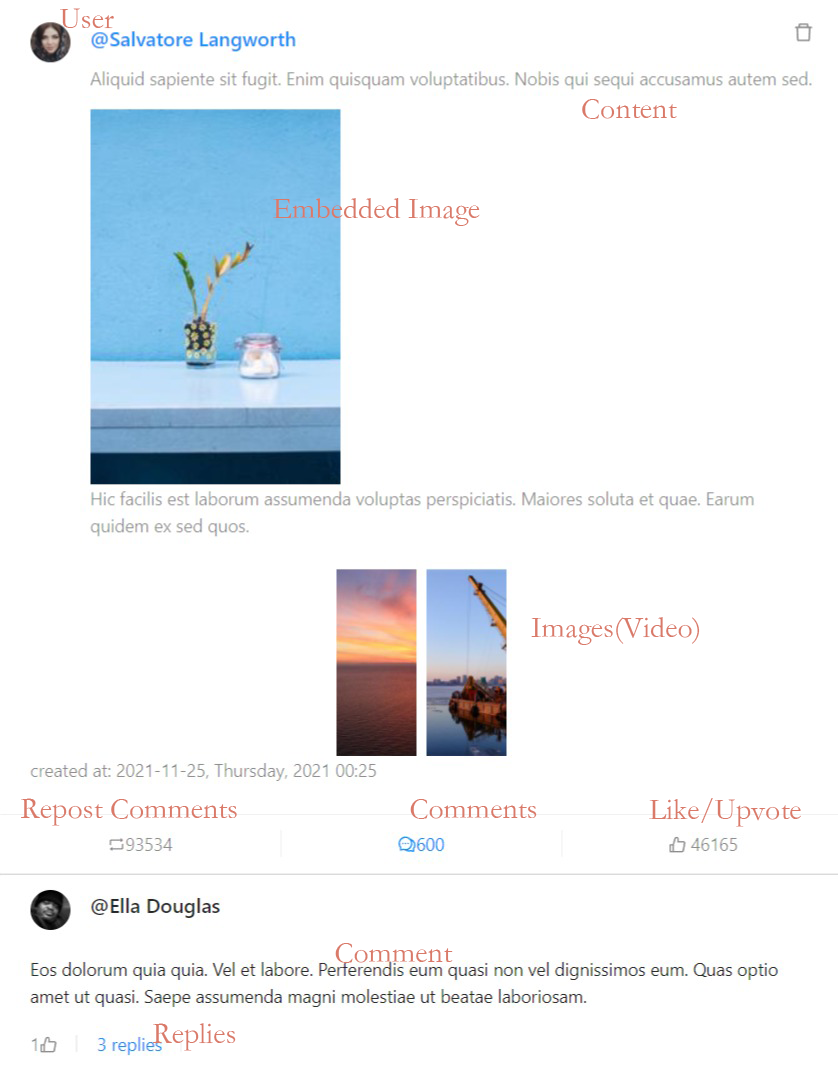 User
@Salvatore Langworth
Aliquid sapiente sit fugit. Enim quisquam voluptatibus. Nobis qui sequi accusamus autem sed.
Content
Embedded Image
Hic facilis est laborum assumenda voluptas perspiciatis. Maiores soluta et quae. Earum
quidem ex sed quos.
Images(Video)
created at: 2021-11-25, Thursday, 2021 00:25
Repost Comments
Comments
Like/Upvote
93534
600
46165
@Ella Douglas
Comment
Eos dolorum quia quia. Vel et labore. Perferendis eum quasi non vel dignissimos eum. Quas optio
amet ut quasi. Saepe assumenda magni molestiae ut beatae laboriosam.
Replies
1
3 replies